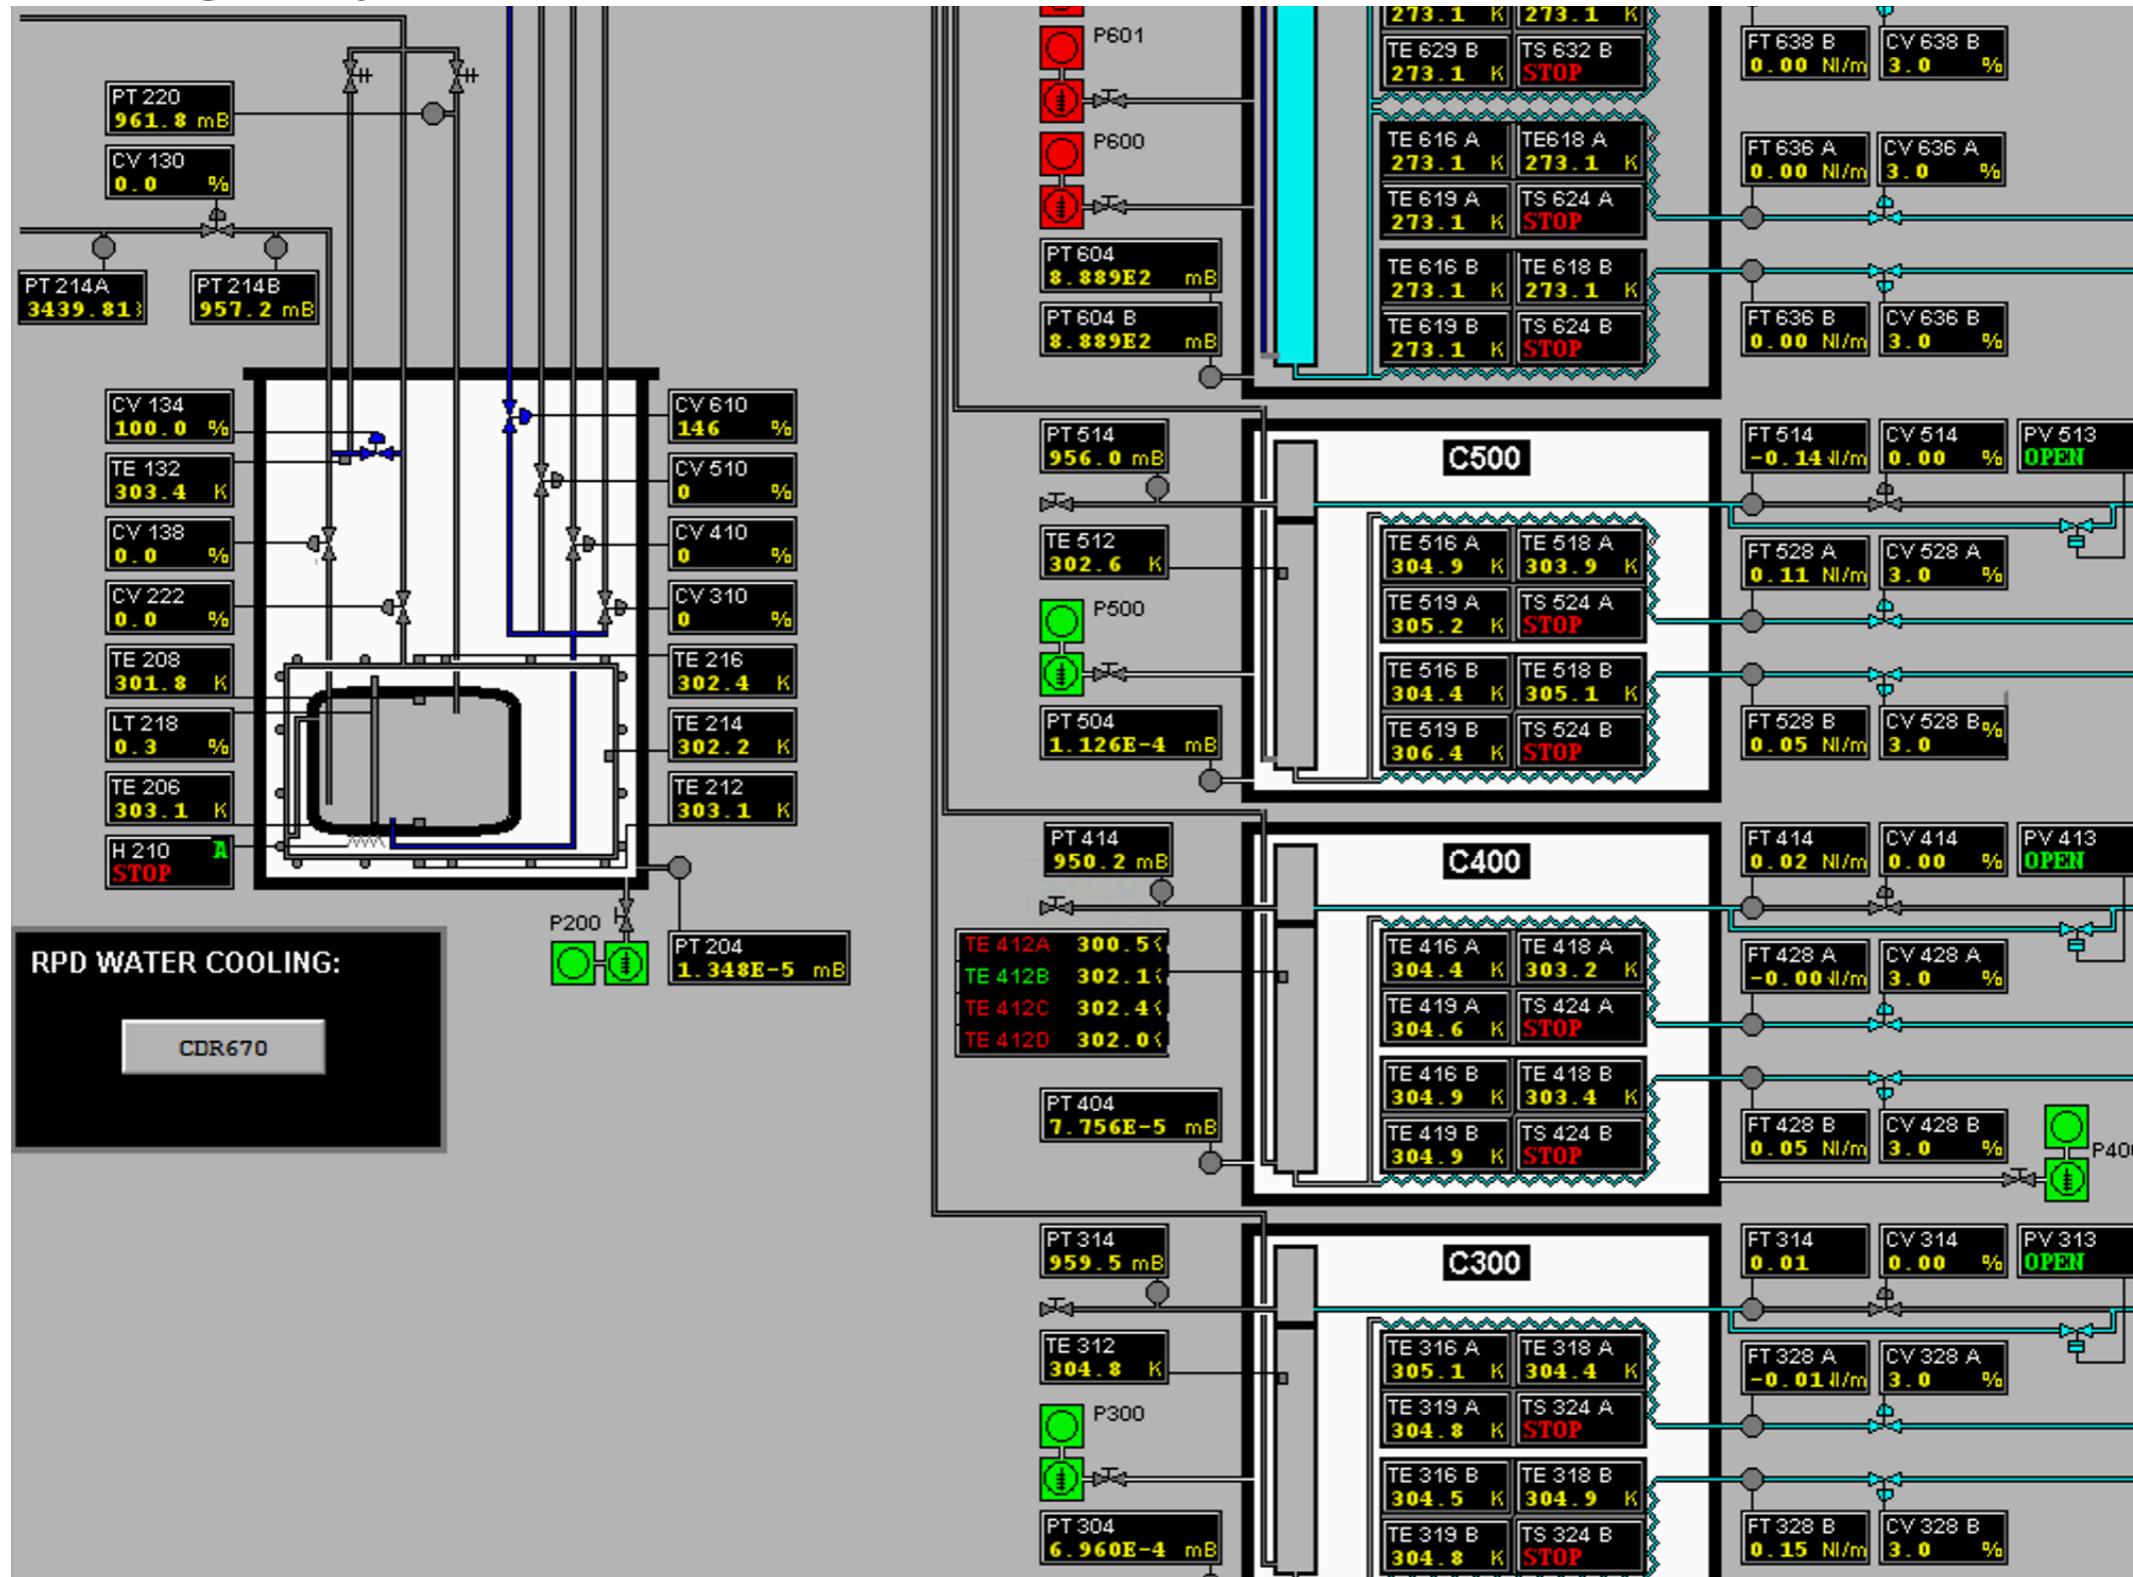 PT 220
961.8 mB
CV 130
0.0 %
PT 214A
3439.81
PT 214B
957.2 mB
CV 134
100.0 %
TE 132
303.4 K
CV 138
0.0 %
CV 222
0.0 %
TE 208
301.8 K
LT 218
0.3 %
TE 206
303.1 K
H 210 A
STOP
CV 610
146 %
CV 510
0 %
CV 410
0 %
CV 310
0 %
TE 216
302.4 K
TE 214
302.2 K
TE 212
303.1 K
P200
PT 204
1.348E-5 mB
RPD WATER COOLING:
CDR670
P601
P600
PT 604
8.889E2 mB
PT 604 B
8.889E2 mB
273.1 K 273.1 K
TE 629 B TS 632 B
273.1 K STOP
TE 616 A TE618 A
273.1 K 273.1 K
TE 619 A TS 624 A
273.1 K STOP
TE 616 B TE 618 B
273.1 K 273.1 K
TE 619 B TS 624 B
273.1 K STOP
FT 638 B CV 638 B
0.00 Nl/m 3.0 %
FT 636 A CV 636 A
0.00 Nl/m 3.0 %
FT 636 B CV 636 B
0.00 Nl/m 3.0 %
PT 514
956.0 mB
C500
TE 512
302.6 K
P500
PT 504
1.126E-4 mB
TE 516 A TE 518 A
304.9 K 303.9 K
TE 519 A TS 524 A
305.2 K STOP
TE 516 B TE 518 B
304.4 K 305.1 K
TE 519 B TS 524 B
306.4 K STOP
FT 514 CV 514 PV 513
-0.14 l/m 0.00 % OPEN
FT 528 A CV 528 A
0.11 Nl/m 3.0 %
FT 528 B CV 528 B %
0.05 Nl/m 3.0
PT 414
950.2 mB
C400
TE 412A 300.5
TE 412B 302.1
TE 412C 302.4
TE 412D 302.0
PT 404
7.756E-5 mB
TE 416 A TE 418 A
304.4 K 303.2 K
TE 419 A TS 424 A
304.6 K STOP
TE 416 B TE 418 B
304.9 K 303.4 K
TE 419 B TS 424 B
304.9 K STOP
FT 414 CV 414 PV 413
0.02 Nl/m 0.00 % OPEN
FT 428 A CV 428 A
-0.00 l/m 3.0 %
FT 428 B CV 428 B
0.05 Nl/m 3.0 %
P40
PT 314
959.5 mB
C300
TE 312
304.8 K
P300
PT 304
6.960E-4 mB
TE 316 A TE 318 A
305.1 K 304.4 K
TE 319 A TS 324 A
304.8 K STOP
TE 316 B TE 318 B
304.5 K 304.9 K
TE 319 B TS 324 B
304.8 K STOP
FT 314 CV 314 PV 313
0.01 0.00 % OPEN
FT 328 A CV 328 A
-0.01 l/m 3.0 %
FT 328 B CV 328 B
0.15 Nl/m 3.0 %